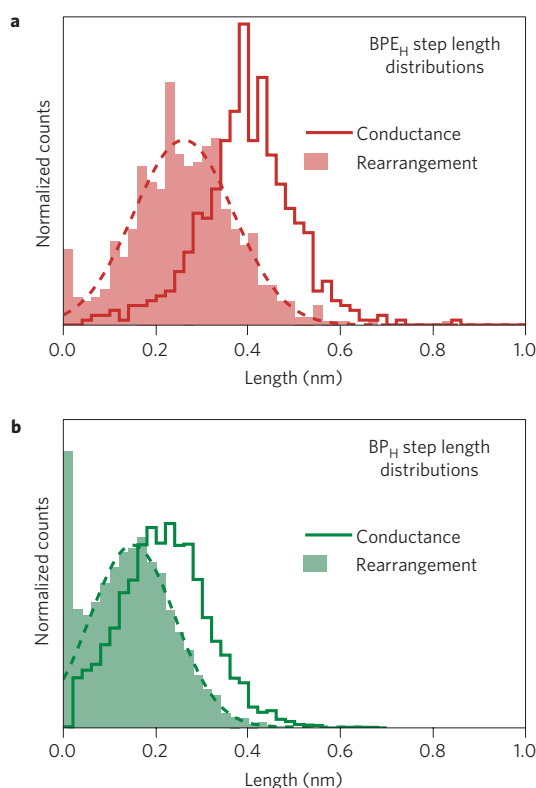 a
BPE_H step length
distributions
Conductance
Rearrangement
Normalized counts
0.0 0.2 0.4 0.6 0.8 1.0
Length (nm)
b
BP_H step length
distributions
Conductance
Rearrangement
Normalized counts
0.0 0.2 0.4 0.6 0.8 1.0
Length (nm)